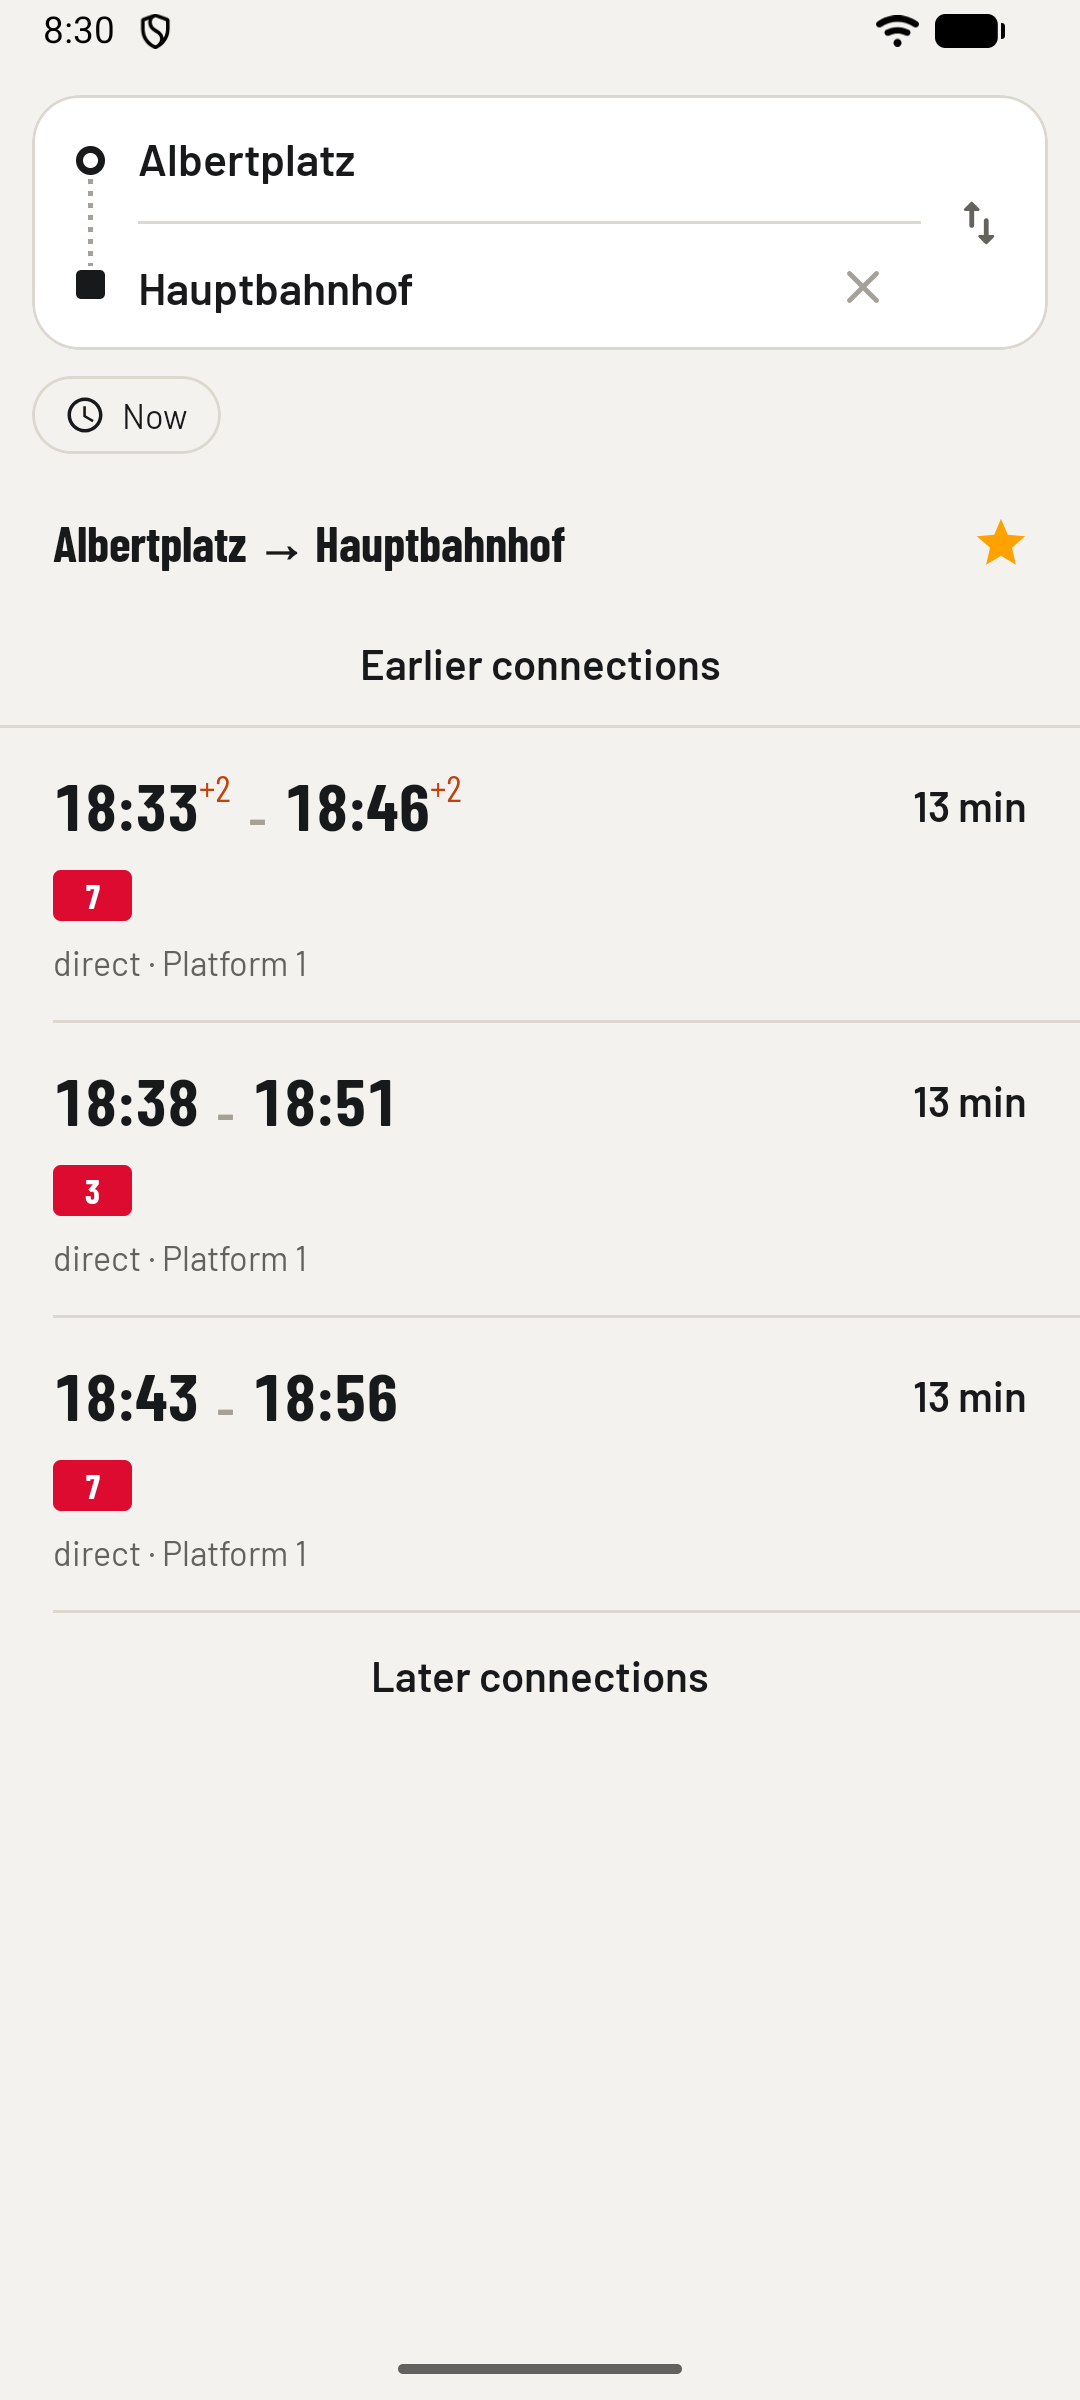 8:30
Albertplatz
Hauptbahnhof
Now
Albertplatz → Hauptbahnhof
Earlier connections
18:33+2 - 18:46+2 13 min
7
direct · Platform 1
18:38 - 18:51 13 min
3
direct · Platform 1
18:43 - 18:56 13 min
7
direct · Platform 1
Later connections